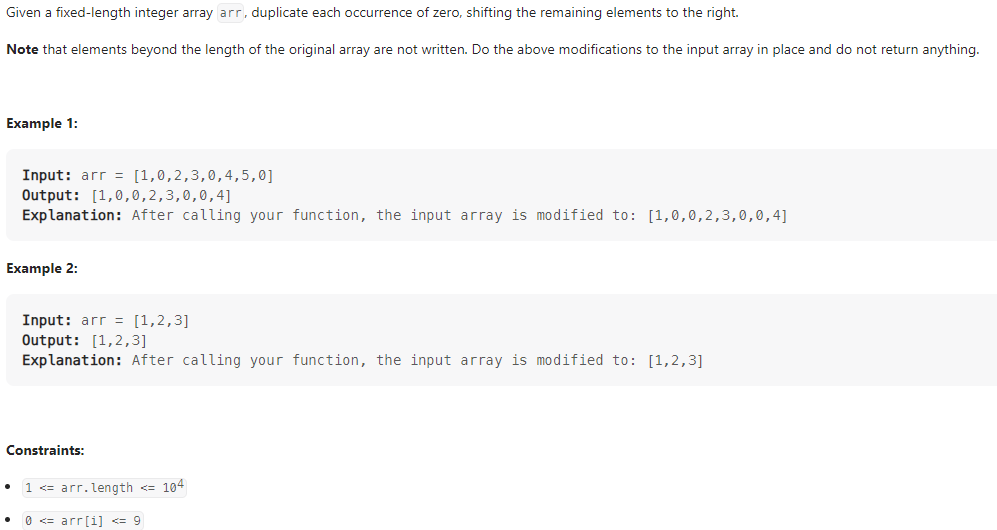 Given a fixed-length integer array arr, duplicate each occurrence of zero, shifting the remaining elements to the right.
Note that elements beyond the length of the original array are not written. Do the above modifications to the input array in place and do not return anything.
Example 1:
Input: arr = [1,0,2,3,0,4,5,0]
Output: [1,0,0,2,3,0,0,4]
Explanation: After calling your function, the input array is modified to: [1,0,0,2,3,0,0,4]
Example 2:
Input: arr = [1,2,3]
Output: [1,2,3]
Explanation: After calling your function, the input array is modified to: [1,2,3]
Constraints:
• 1 <= arr.length <= 10⁴
• 0 <= arr[i] <= 9